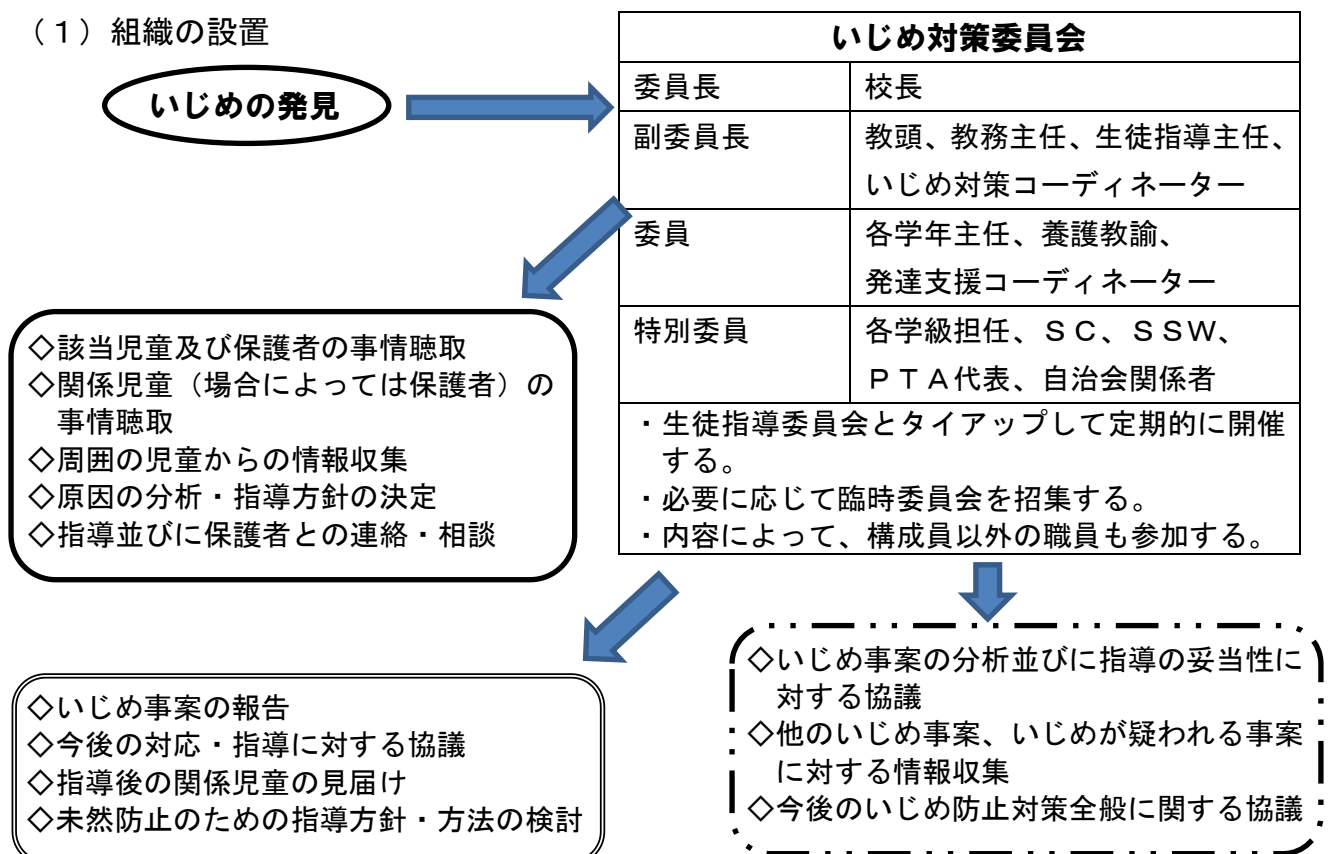 （１）組織の設置
いじめの発見
いじめ対策委員会
委員長 校長
副委員長 教頭、教務主任、生徒指導主任、
いじめ対策コーディネーター
委員 各学年主任、養護教諭、
発達支援コーディネーター
特別委員 各学級担任、ＳＣ、ＳＳＷ、
ＰＴＡ代表、自治会関係者
・生徒指導委員会とタイアップして定期的に開催
する。
・必要に応じて臨時委員会を招集する。
・内容によって、構成員以外の職員も参加する。
◇該当児童及び保護者の事情聴取
◇関係児童（場合によっては保護者）の
事情聴取
◇周囲の児童からの情報収集
◇原因の分析・指導方針の決定
◇指導並びに保護者との連絡・相談
◇いじめ事案の報告
◇今後の対応・指導に対する協議
◇指導後の関係児童の見届け
◇未然防止のための指導方針・方法の検討
◇いじめ事案の分析並びに指導の妥当性に
対する協議
◇他のいじめ事案、いじめが疑われる事案
に対する情報収集
◇今後のいじめ防止対策全般に関する協議